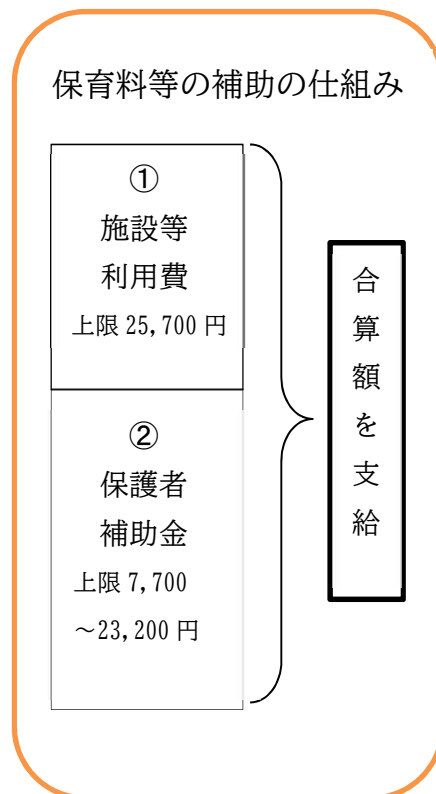 保育料等の補助の仕組み
①
施設等
利用費
上限 25,700 円
②
保護者
補助金
上限 7,700
～23,200 円
合算額を支給